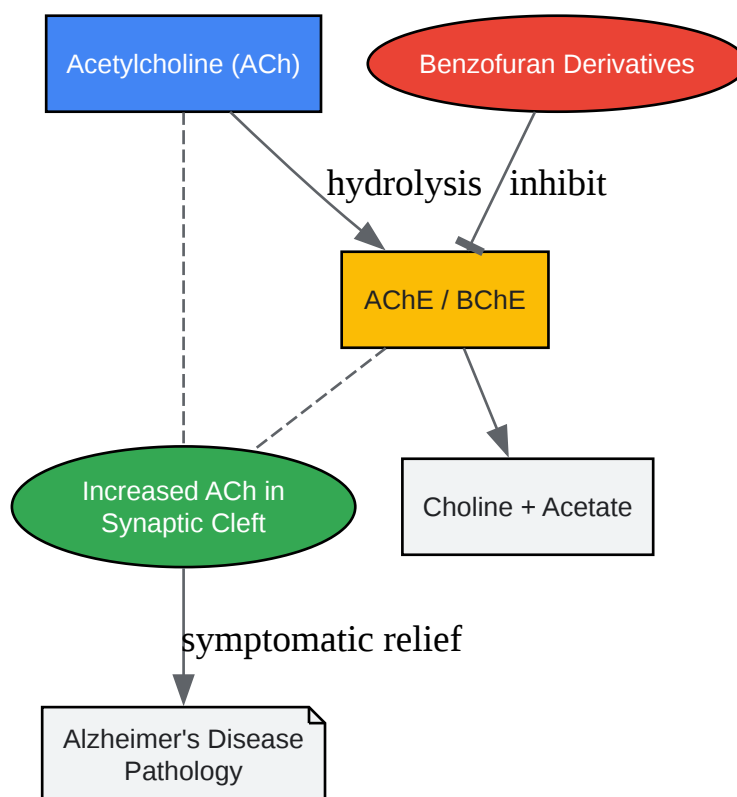 Acetylcholine (ACh)
Benzofuran Derivatives
hydrolysis
inhibit
AChE / BChE
Increased ACh in
Synaptic Cleft
Choline + Acetate
symptomatic relief
Alzheimer's Disease
Pathology